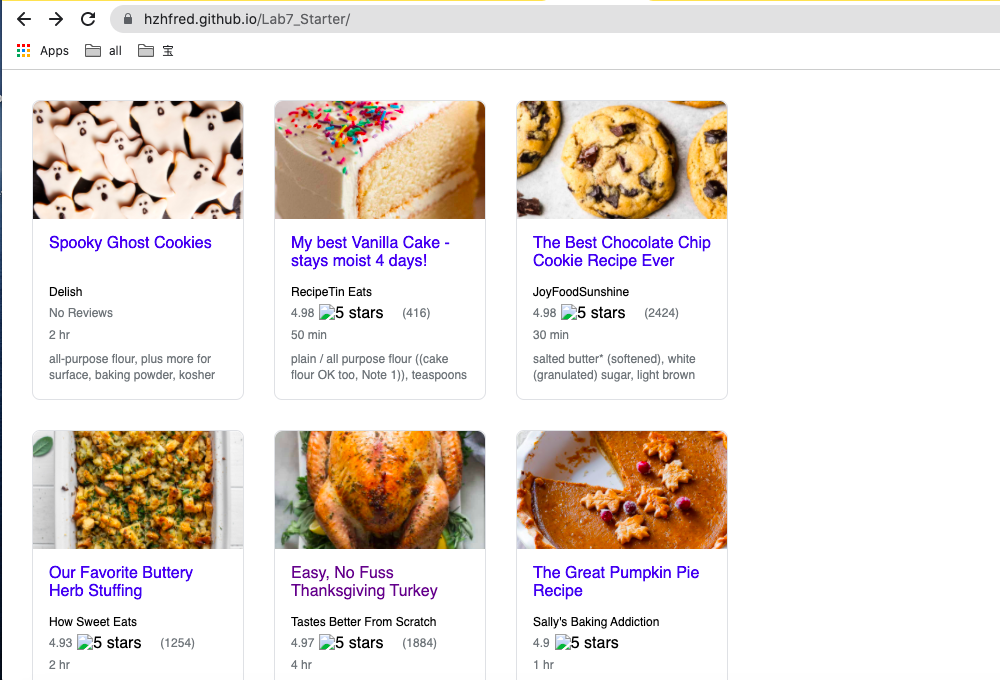 hzhfred.github.io/Lab7_Starter/
Apps all 宝
Spooky Ghost Cookies
Delish
No Reviews
2 hr
all-purpose flour, plus more for
surface, baking powder, kosher
My best Vanilla Cake -
stays moist 4 days!
RecipeTin Eats
4.98 5 stars (416)
50 min
plain / all purpose flour ((cake
flour OK too, Note 1)), teaspoons
The Best Chocolate Chip
Cookie Recipe Ever
JoyFoodSunshine
4.98 5 stars (2424)
30 min
salted butter* (softened), white
(granulated) sugar, light brown
Our Favorite Buttery
Herb Stuffing
How Sweet Eats
4.93 5 stars (1254)
2 hr
Easy, No Fuss
Thanksgiving Turkey
Tastes Better From Scratch
4.97 5 stars (1884)
4 hr
The Great Pumpkin Pie
Recipe
Sally's Baking Addiction
4.9 5 stars
1 hr